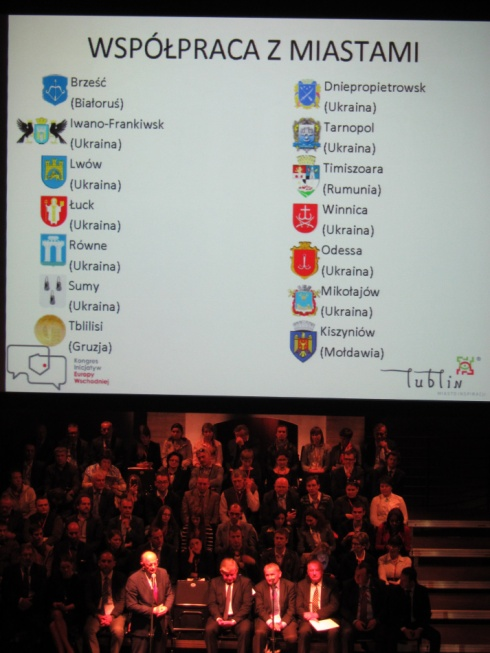 WSPÓŁPRACA Z MIASTAMI
Brześć
(Białoruś)
Iwano-Frankiwsk
(Ukraina)
Lwów
(Ukraina)
Łuck
(Ukraina)
Równe
(Ukraina)
Sumy
(Ukraina)
Tblilisi
(Gruzja)
Dniepropietrowsk
(Ukraina)
Tarnopol
(Ukraina)
Timiszoara
(Rumunia)
Winnica
(Ukraina)
Odessa
(Ukraina)
Mikołajów
(Ukraina)
Kiszyniów
(Mołdawia)
Kongres
Inicjatyw
Europy
Wschodniej
Lublin
MIASTO INSPIRACJI